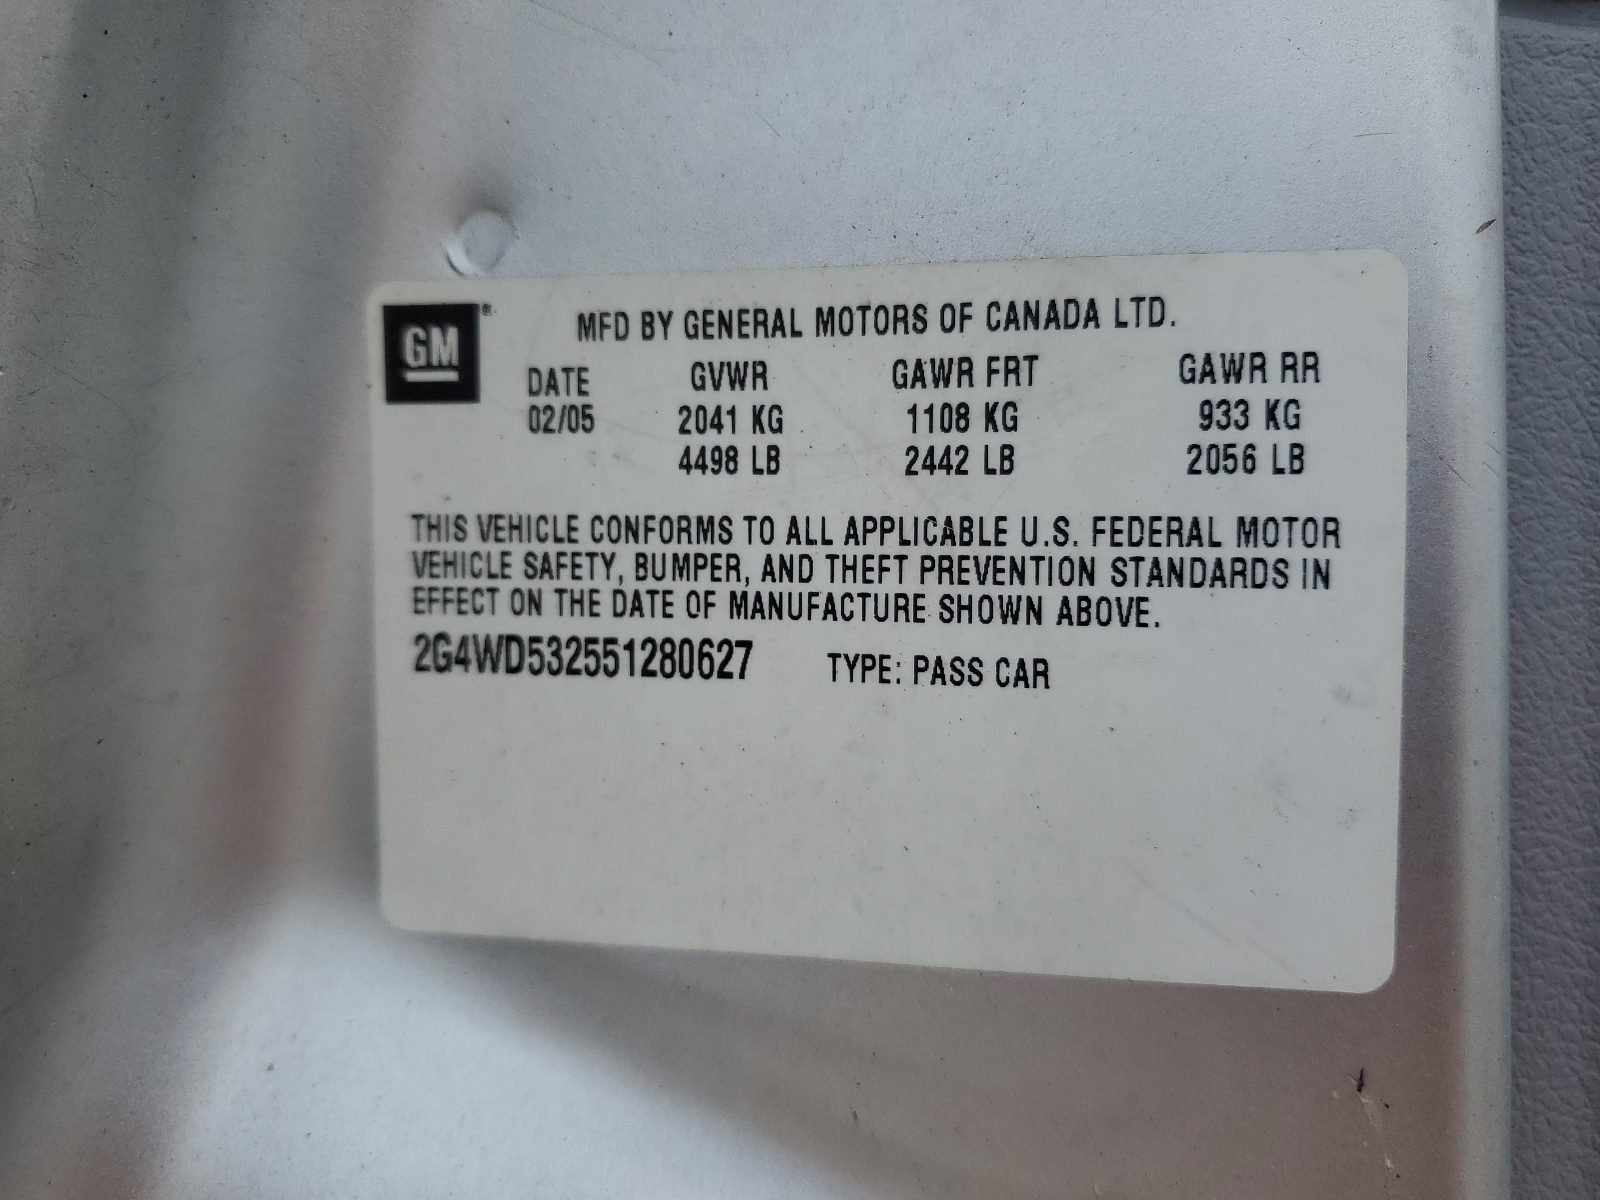 GM ®
MFD BY GENERAL MOTORS OF CANADA LTD.
DATE GVWR GAWR FRT GAWR RR
02/05 2041 KG 1108 KG 933 KG
4498 LB 2442 LB 2056 LB
THIS VEHICLE CONFORMS TO ALL APPLICABLE U.S. FEDERAL MOTOR
VEHICLE SAFETY, BUMPER, AND THEFT PREVENTION STANDARDS IN
EFFECT ON THE DATE OF MANUFACTURE SHOWN ABOVE.
2G4WD532551280627 TYPE: PASS CAR